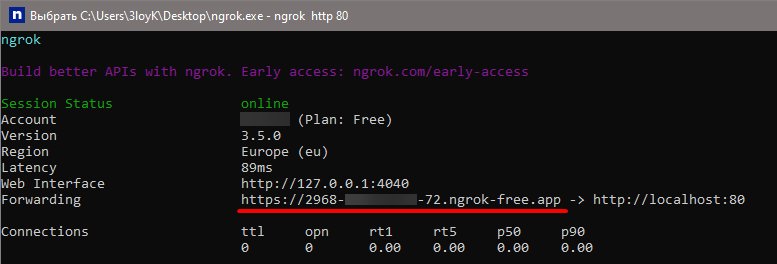 Выбрать C:\Users\3loyK\Desktop\ngrok.exe - ngrok  http 80
ngrok
Build better APIs with ngrok. Early access: ngrok.com/early-access
Session Status online
Account (Plan: Free)
Version 3.5.0
Region Europe (eu)
Latency 89ms
Web Interface http://127.0.0.1:4040
Forwarding https://2968- -72.ngrok-free.app -> http://localhost:80
Connections ttl opn rt1 rt5 p50 p90
0 0 0.00 0.00 0.00 0.00